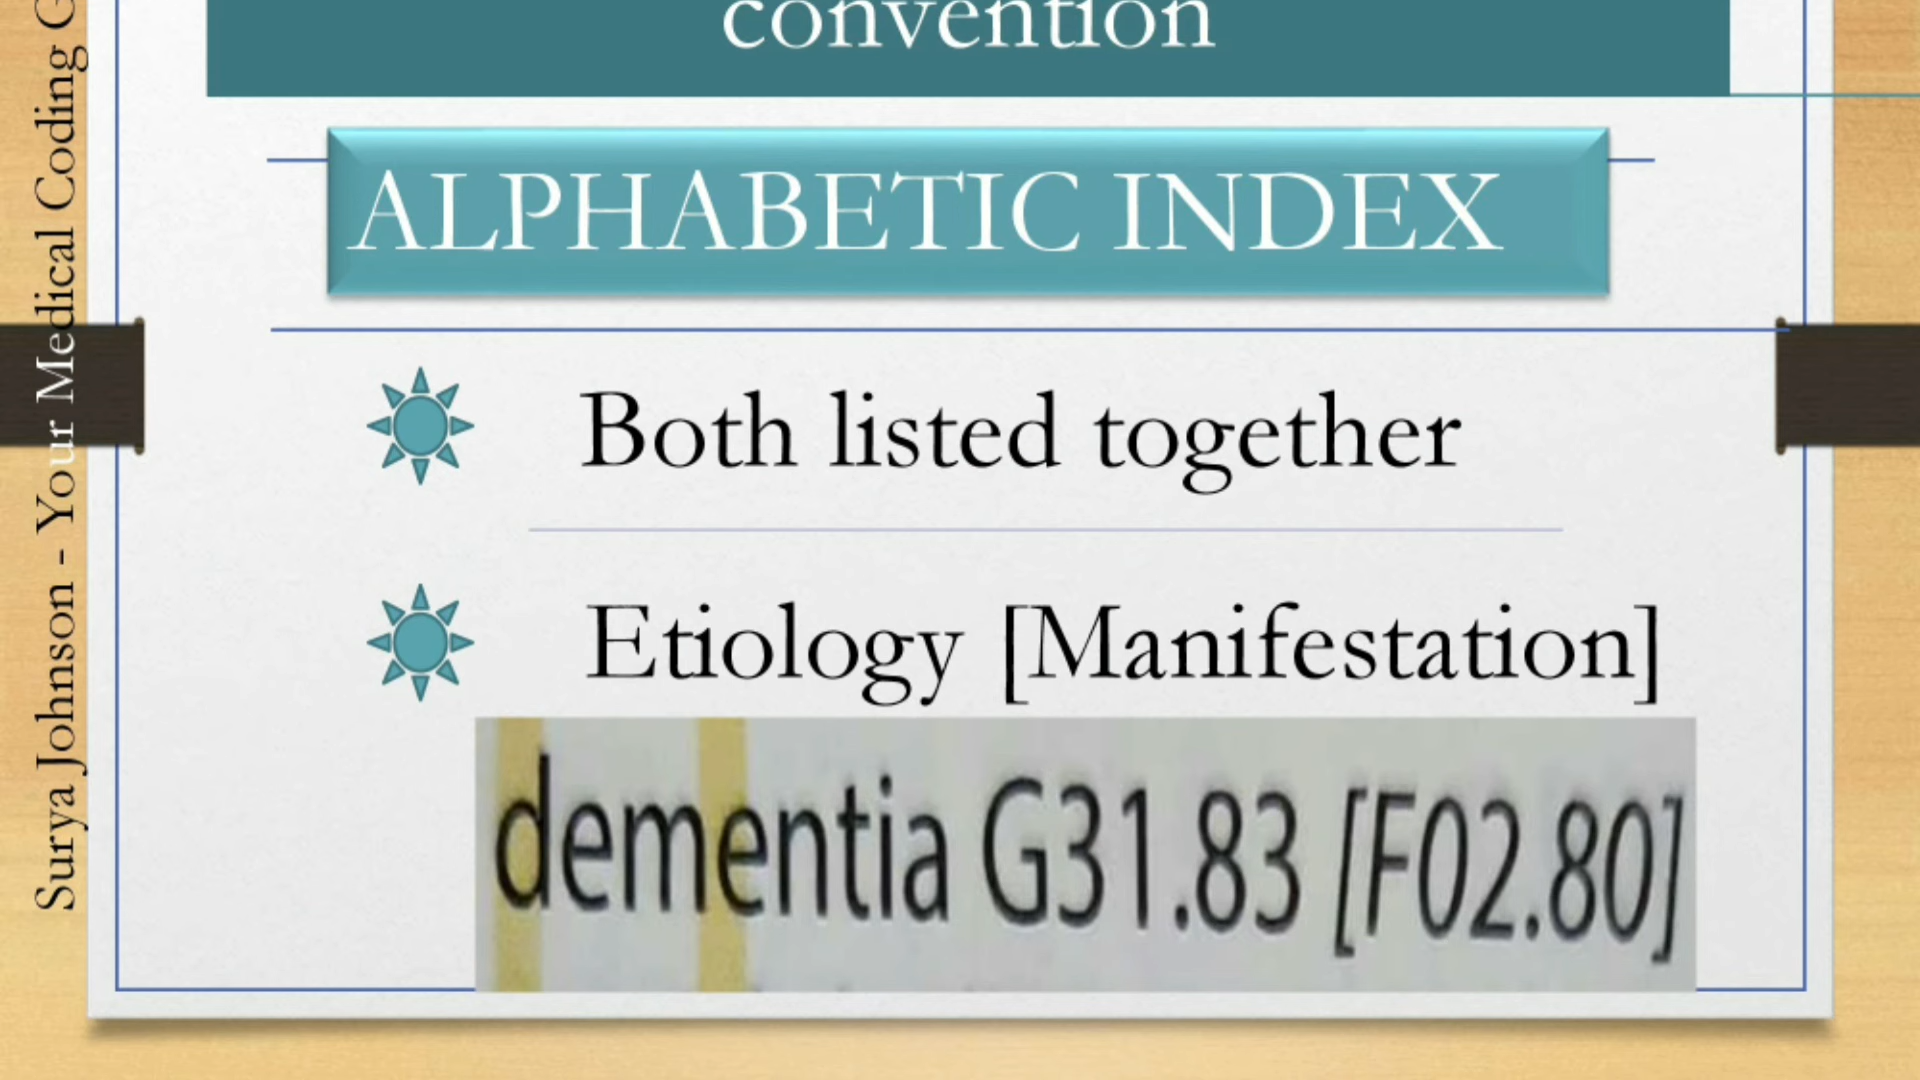 convention
ALPHABETIC INDEX
Both listed together
Etiology [Manifestation]
dementia G31.83 [F02.80]
Surya Johnson - Your Medical Coding